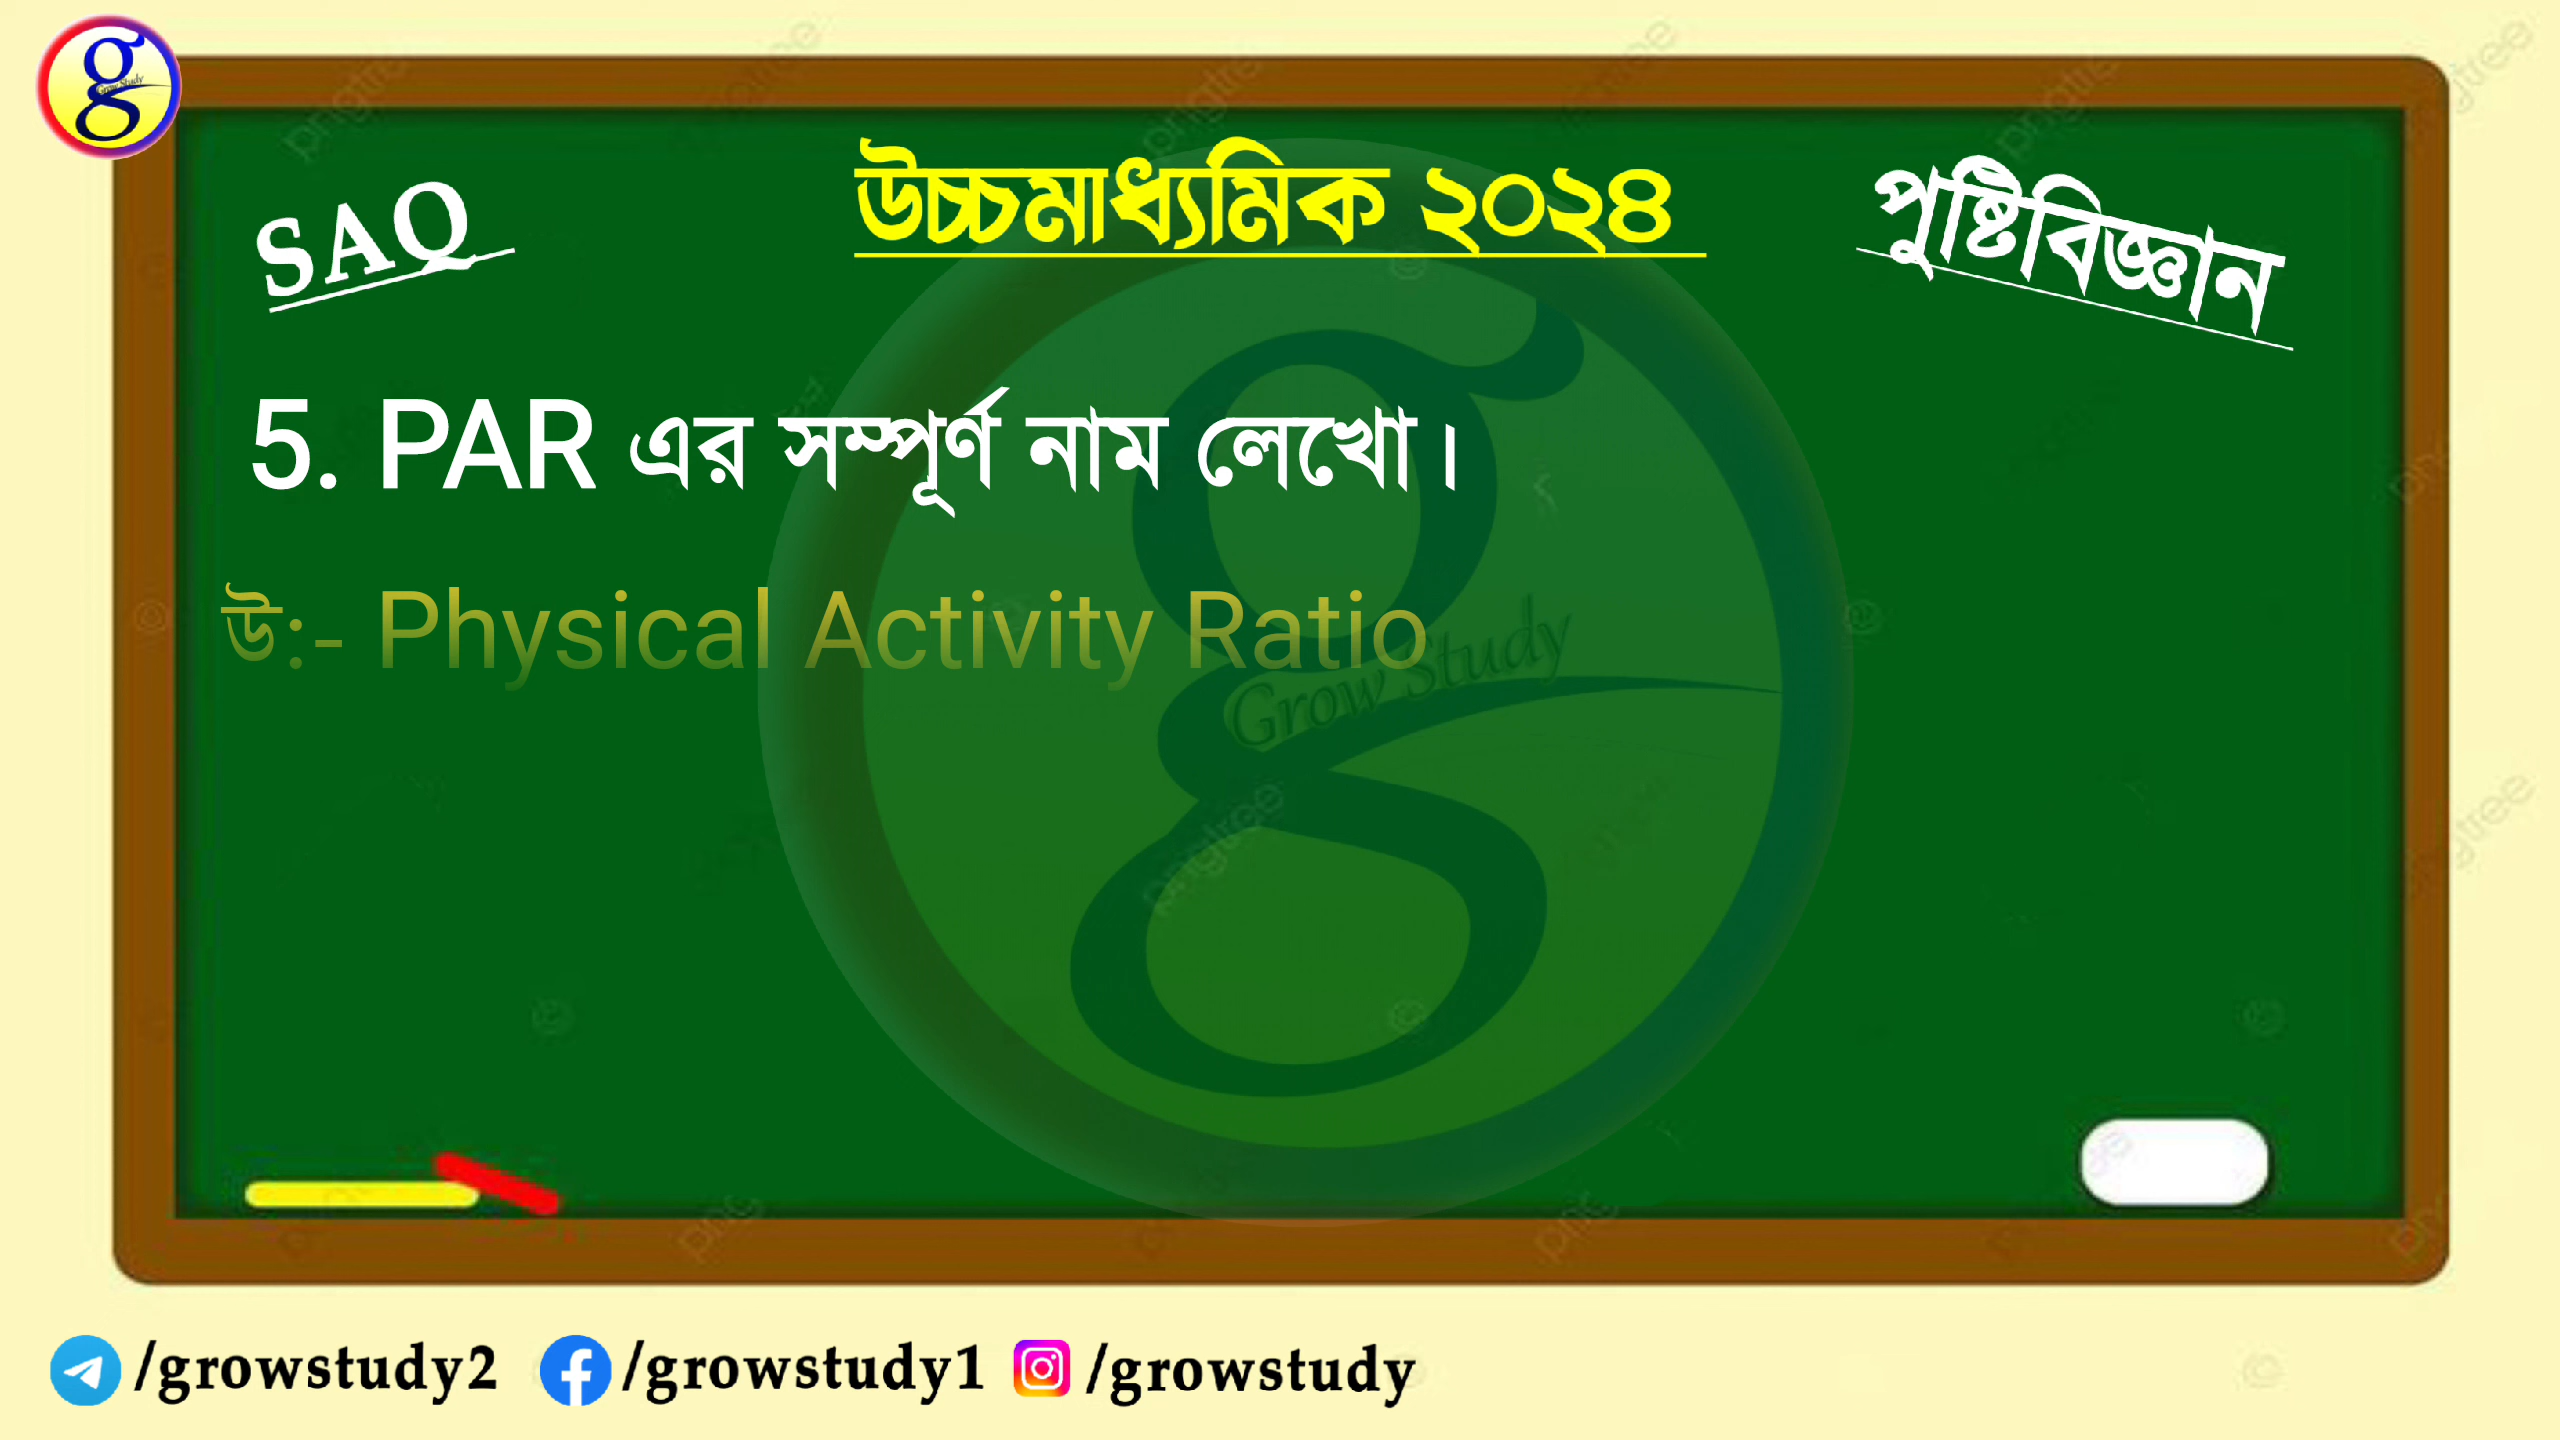 SAQ
উচ্চমাধ্যমিক ২০২৪
পুষ্টিবিজ্ঞান
5. PAR এর সম্পূর্ণ নাম লেখো।
উ:- Physical Activity Ratio
Grow Study
/growstudy2 /growstudy1 /growstudy